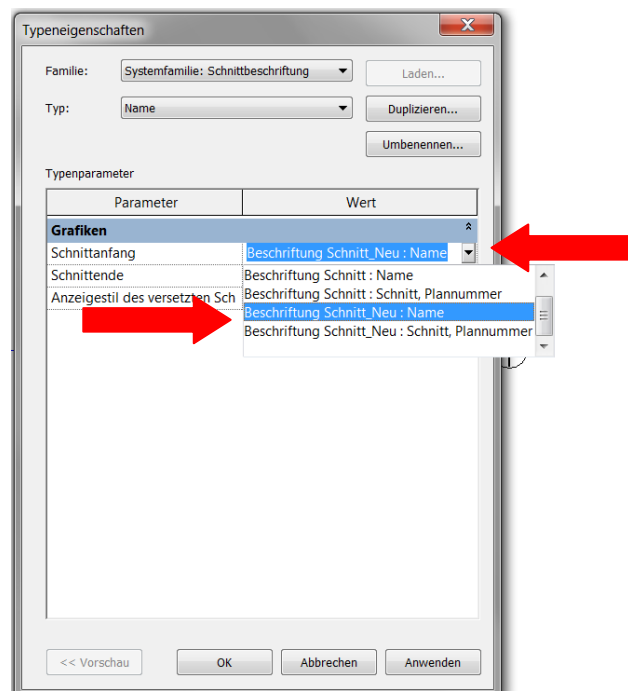 Typeneigenschaften
Familie: Systemfamilie: Schnittbeschriftung Laden...
Typ: Name Duplizieren...
Umbenennen...
Typenparameter
Parameter Wert
Grafiken
Schnittanfang Beschriftung Schnitt_Neu : Name
Schnittende Beschriftung Schnitt : Name
Anzeigestil des versetzten Sch Beschriftung Schnitt : Schnitt, Plannummer
Beschriftung Schnitt_Neu : Name
Beschriftung Schnitt_Neu : Schnitt, Plannummer
<< Vorschau OK Abbrechen Anwenden